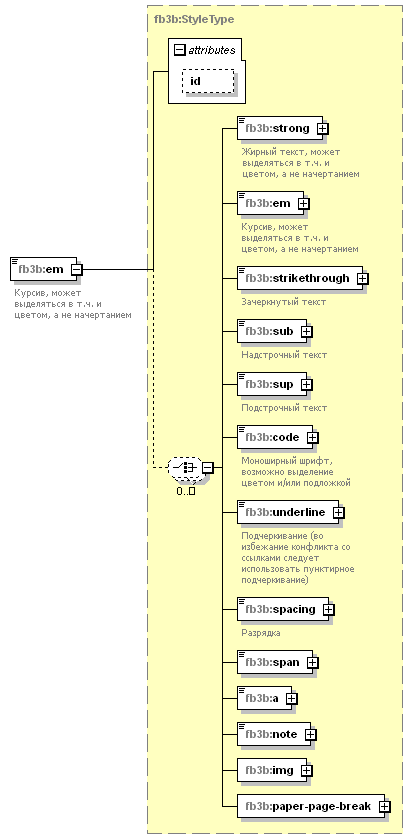 fb3b:StyleType
attributes
id
fb3b:strong
Жирный текст, может
выделяться в т.ч. и
цветом, а не начертанием
fb3b:em
Курсив, может
выделяться в т.ч. и
цветом, а не начертанием
fb3b:em
Курсив, может
выделяться в т.ч. и
цветом, а не начертанием
fb3b:strikethrough
Зачеркнутый текст
fb3b:sub
Надстрочный текст
fb3b:sup
Подстрочный текст
fb3b:code
Моноширный шрифт,
возможно выделение
цветом и/или подложкой
0..
fb3b:underline
Подчеркивание (во
избежание конфликта со
ссылками следует
использовать пунктирное
подчеркивание)
fb3b:spacing
Разрядка
fb3b:span
fb3b:a
fb3b:note
fb3b:img
fb3b:paper-page-break